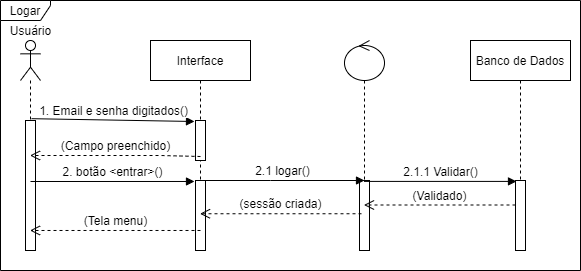 Logar
Usuário
Interface
Banco de Dados
1. Email e senha digitados()
(Campo preenchido)
2. botão <entrar>()
2.1 logar()
2.1.1 Validar()
(Validado)
(sessão criada)
(Tela menu)